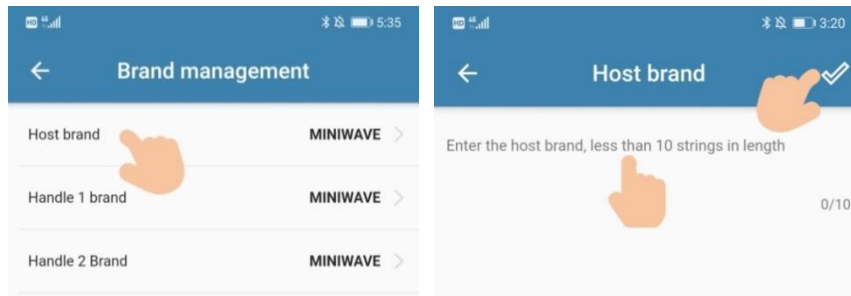 HD 4G 5:35
Brand management
Host brand MINIWAVE
Handle 1 brand MINIWAVE
Handle 2 Brand MINIWAVE
HD 4G 3:20
Host brand
Enter the host brand, less than 10 strings in length
0/10